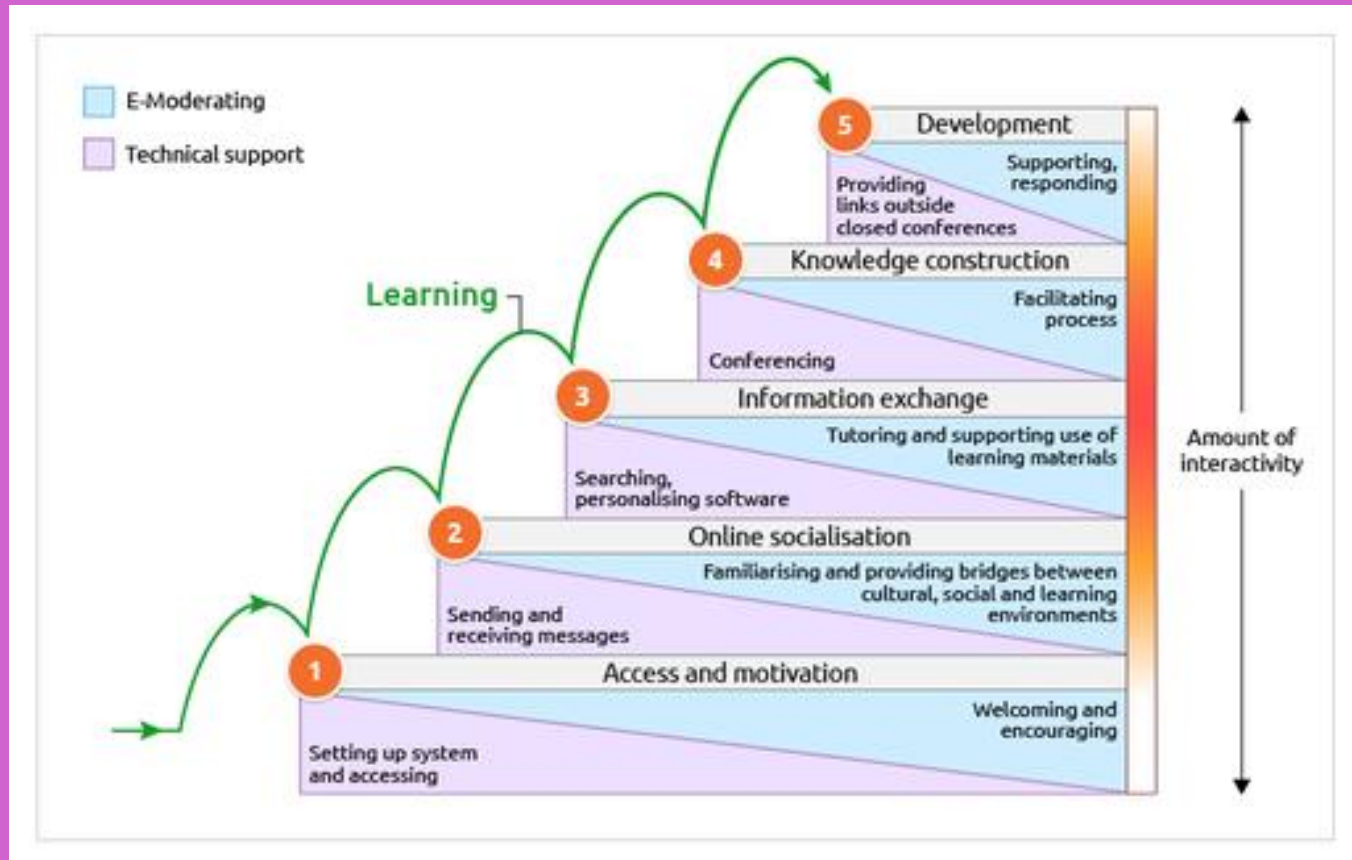 E-Moderating
Technical support
Learning
5
Development
Supporting,
responding
Providing
links outside
closed conferences
4
Knowledge construction
Facilitating
process
Conferencing
3
Information exchange
Tutoring and supporting use of
learning materials
Searching,
personalising software
2
Online socialisation
Familiarising and providing bridges between
cultural, social and learning
environments
Sending and
receiving messages
1
Access and motivation
Welcoming and
encouraging
Setting up system
and accessing
Amount of
interactivity